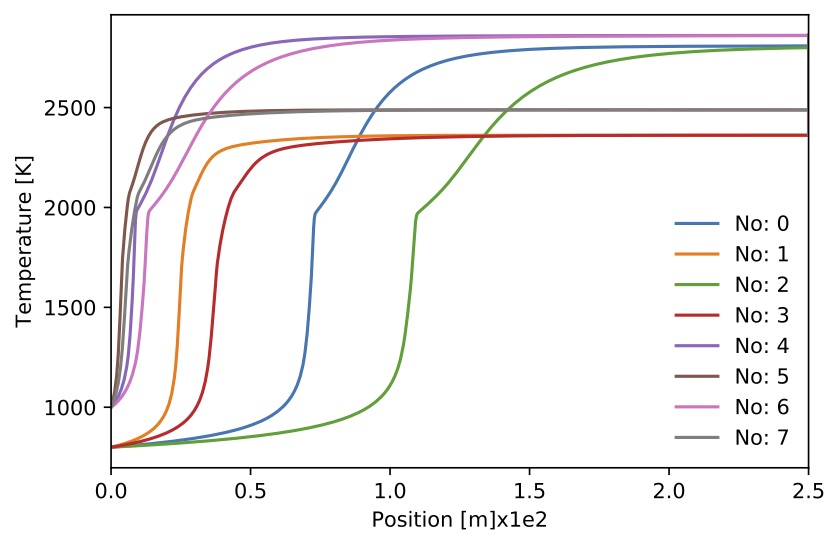 Temperature [K]
2500
2000
1500
1000
No: 0
No: 1
No: 2
No: 3
No: 4
No: 5
No: 6
No: 7
0.0 0.5 1.0 1.5 2.0 2.5
Position [m]x1e2